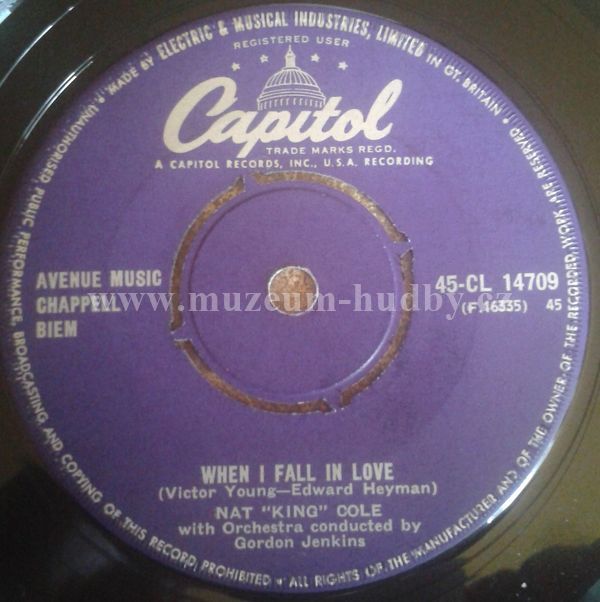 MADE BY ELECTRIC & MUSICAL INDUSTRIES, LIMITED IN GT. BRITAIN
REGISTERED USER
Capitol
TRADE MARKS REGD.
A CAPITOL RECORDS, INC., U.S.A. RECORDING
AVENUE MUSIC
CHAPPELL
BIEM
45-CL 14709
(F.16335) 45
www.muzeum-hudby.cz
WHEN I FALL IN LOVE
(Victor Young—Edward Heyman)
NAT "KING" COLE
with Orchestra conducted by
Gordon Jenkins
UNAUTHORISED PUBLIC PERFORMANCE, BROADCASTING AND COPYING OF THIS RECORD PROHIBITED • ALL RIGHTS OF THE MANUFACTURER AND OF THE OWNER OF THE RECORDED WORK ARE RESERVED